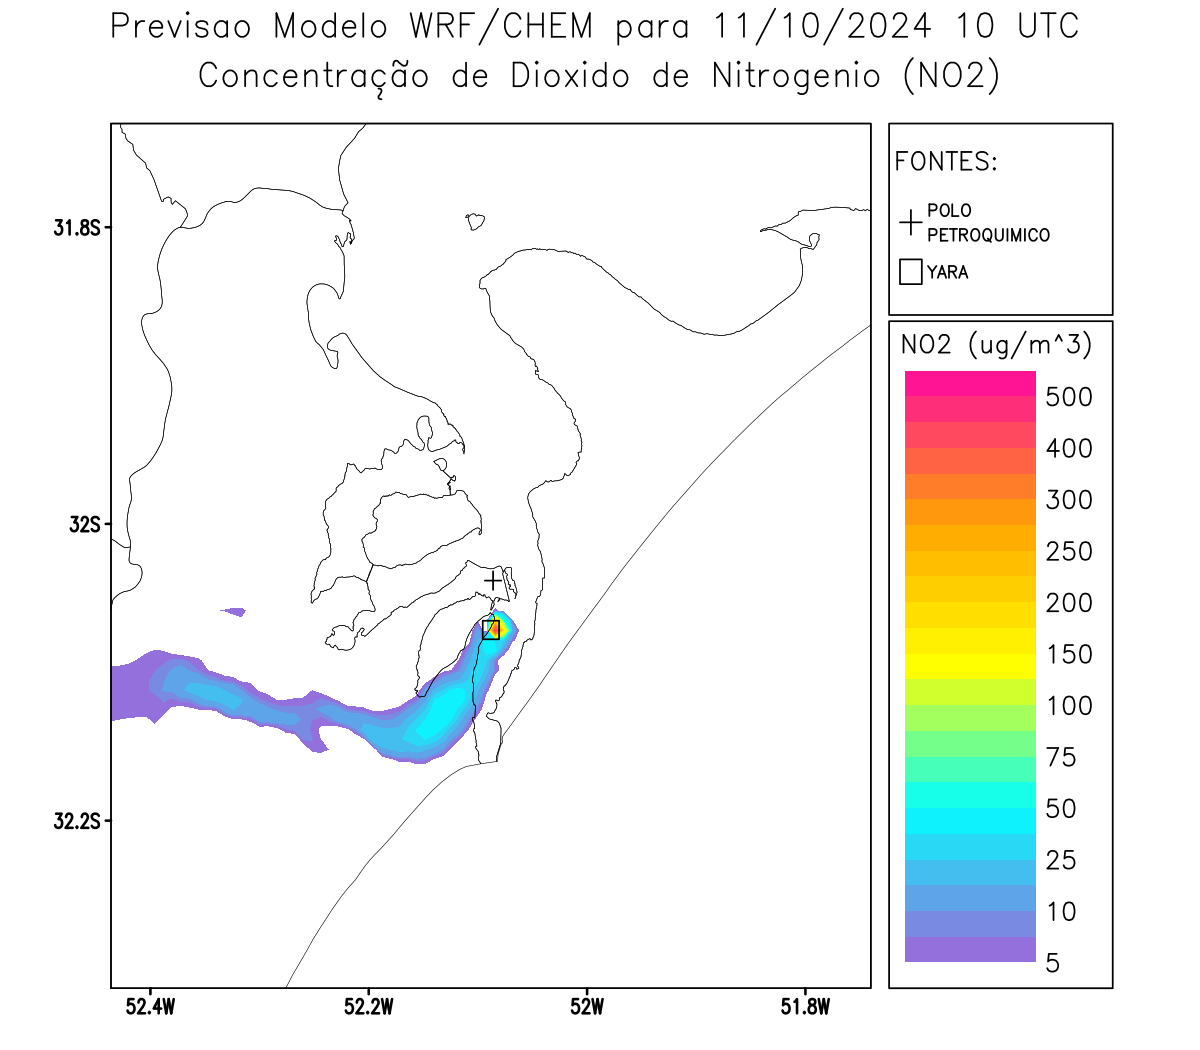 Previsao Modelo WRF/CHEM para 11/10/2024 10 UTC
Concentração de Dioxido de Nitrogenio (NO2)
FONTES:
POLO
PETROQUIMICO
YARA
NO2 (ug/m^3)
500
400
300
250
200
150
100
75
50
25
10
5
31.8S
32S
32.2S
52.4W
52.2W
52W
51.8W